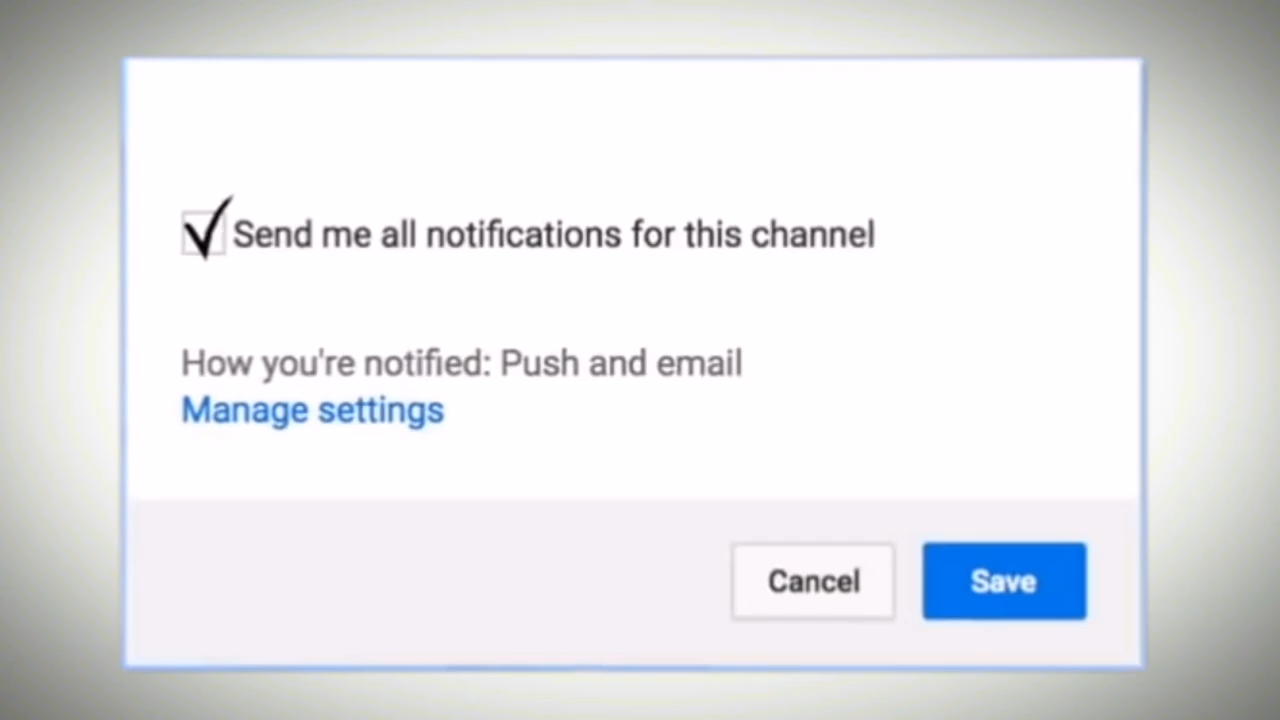 Send me all notifications for this channel
How you're notified: Push and email
Manage settings
Cancel
Save